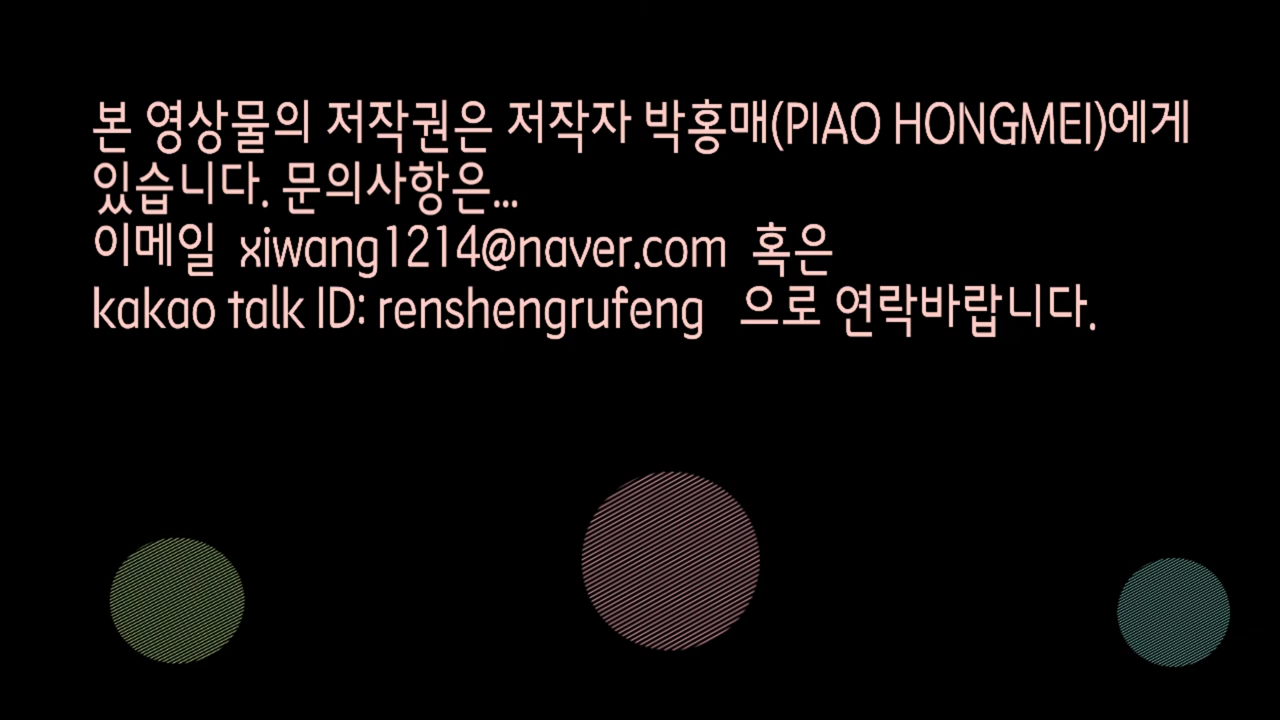 본 영상물의 저작권은 저작자 박홍매(PIAO HONGMEI)에게
있습니다. 문의사항은...
이메일 xiwang1214@naver.com 혹은
kakao talk ID: renshengrufeng 으로 연락바랍니다.